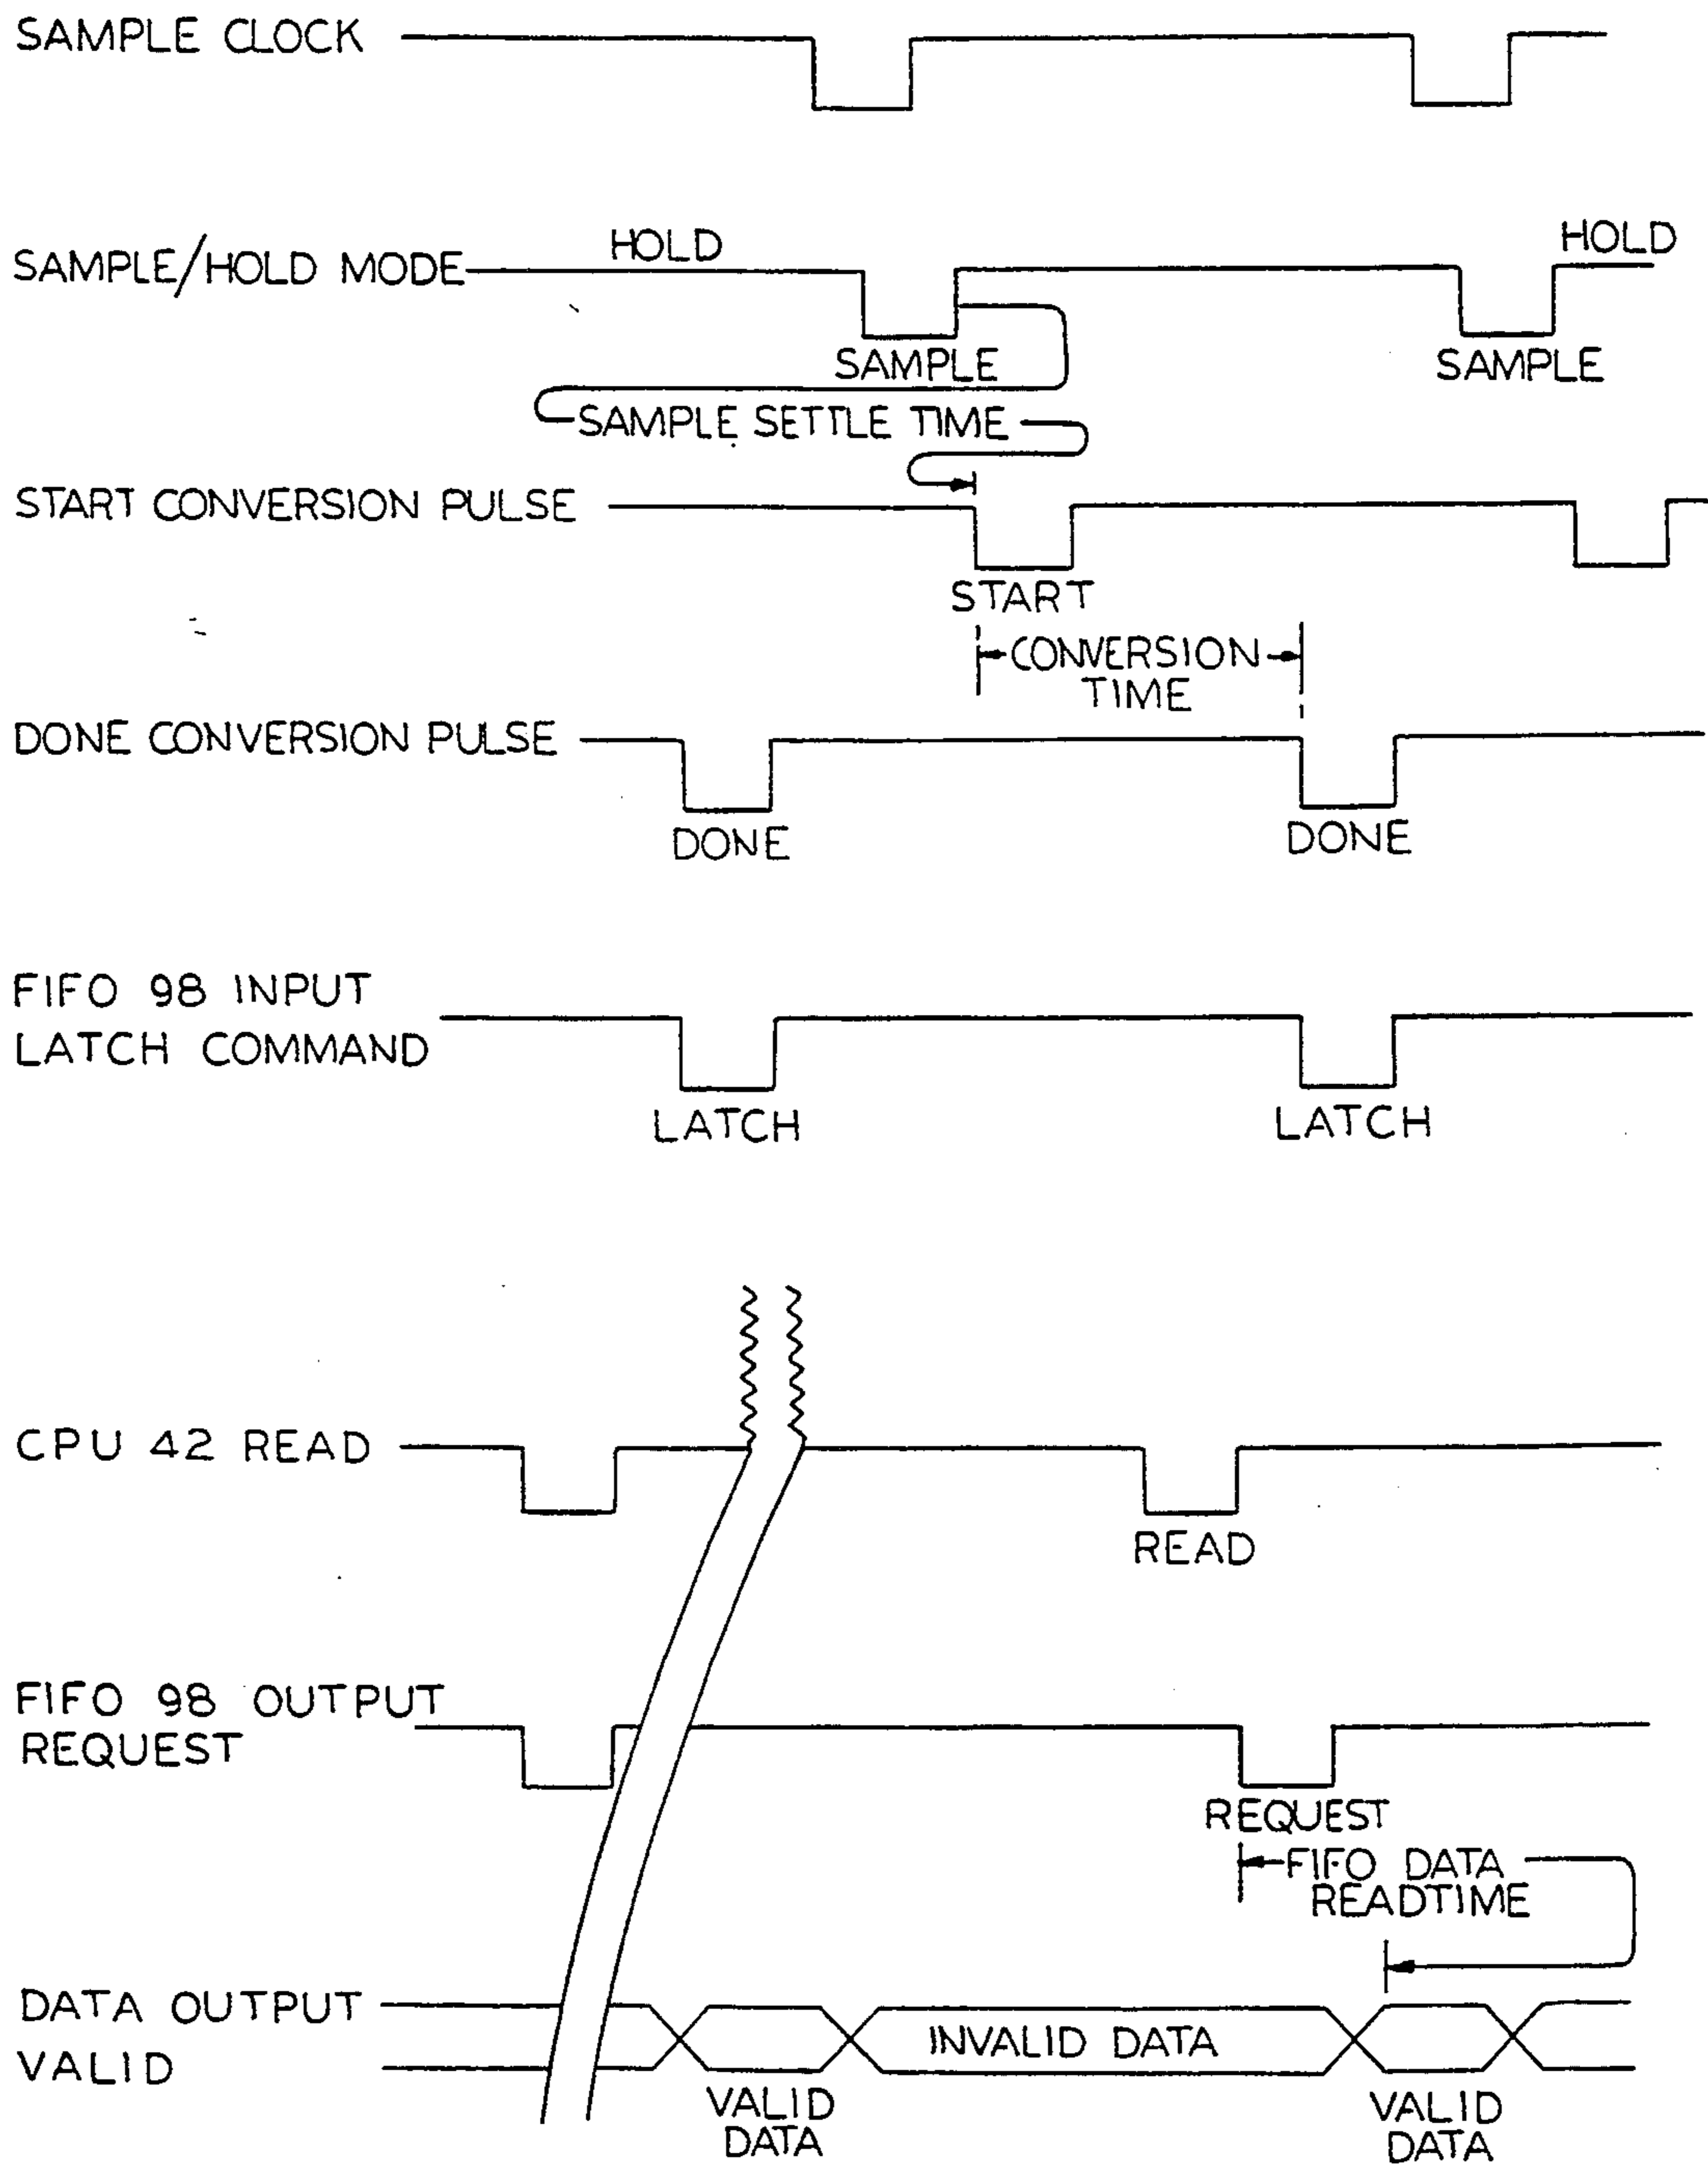 SAMPLE CLOCK
HOLD
HOLD
SAMPLE/HOLD MODE
SAMPLE
SAMPLE
SAMPLE SETTLE TIME
START CONVERSION PULSE
START
CONVERSION
TIME
DONE CONVERSION PULSE
DONE
DONE
FIFO 98 INPUT
LATCH COMMAND
LATCH
LATCH
CPU 42 READ
READ
FIFO 98 OUTPUT
REQUEST
REQUEST
FIFO DATA
READTIME
DATA OUTPUT
VALID
INVALID DATA
VALID
DATA
VALID
DATA